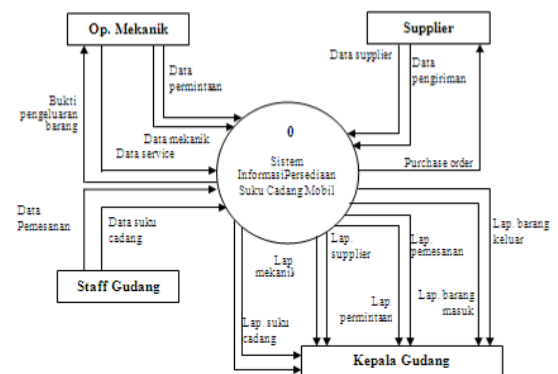 Op. Mekanik
Supplier
Data supplier
Data
pengiriman
Data
permintaan
Bukti
pengeluaran
barang
Data mekanik
Data service
0
Sistem
InformasiPersediaan
Suku Cadang Mobil
Purchase order
Data
Pemesanan
Data suku
cadang
Staff Gudang
Lap
mekanik
Lap.
supplier
Lap.
pemesanan
Lap. barang
keluar
Lap. suku
cadang
Lap
permintaan
Lap. barang
masuk
Kepala Gudang